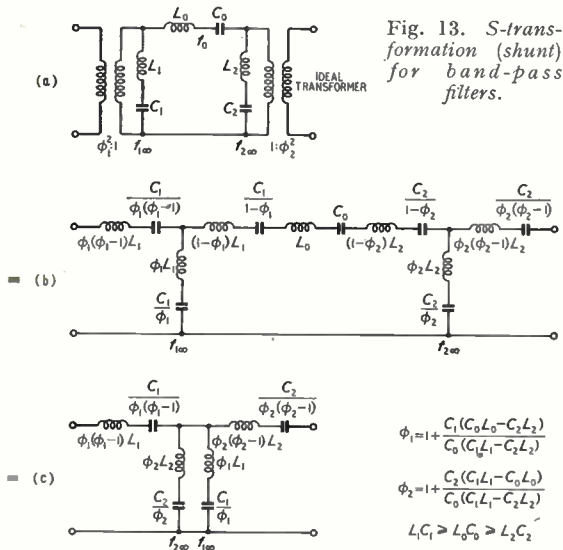 Fig. 13. S-trans-
formation (shunt)
for band-pass
filters.
(a)
L₀ C₀
f₀
L₁ L₂
C₁ C₂
IDEAL
TRANSFORMER
ϕ₁²:1 f₁∞ f₂∞ 1:ϕ₂²
= (b)
C₁/ϕ₁(ϕ₁-1) C₁/1-ϕ₁ C₀ C₂/1-ϕ₂ C₂/ϕ₂(ϕ₂-1)
ϕ₁(ϕ₁-1)L₁ (1-ϕ₁)L₁ L₀ (1-ϕ₂)L₂ ϕ₂(ϕ₂-1)L₂
ϕ₁L₁ ϕ₂L₂
C₁/ϕ₁ C₂/ϕ₂
f₁∞ f₂∞
= (c)
C₁/ϕ₁(ϕ₁-1) C₂/ϕ₂(ϕ₂-1)
ϕ₁(ϕ₁-1)L₁ ϕ₂(ϕ₂-1)L₂
ϕ₂L₂ ϕ₁L₁
C₂/ϕ₂ C₁/ϕ₁
f₂∞ f₁∞
ϕ₁=1+C₁(C₀L₀-C₂L₂)/C₀(C₁L₁-C₂L₂)
ϕ₂=1+C₂(C₁L₁-C₀L₀)/C₀(C₁L₁-C₂L₂)
L₁C₁ ⩾ L₀C₀ ⩾ L₂C₂